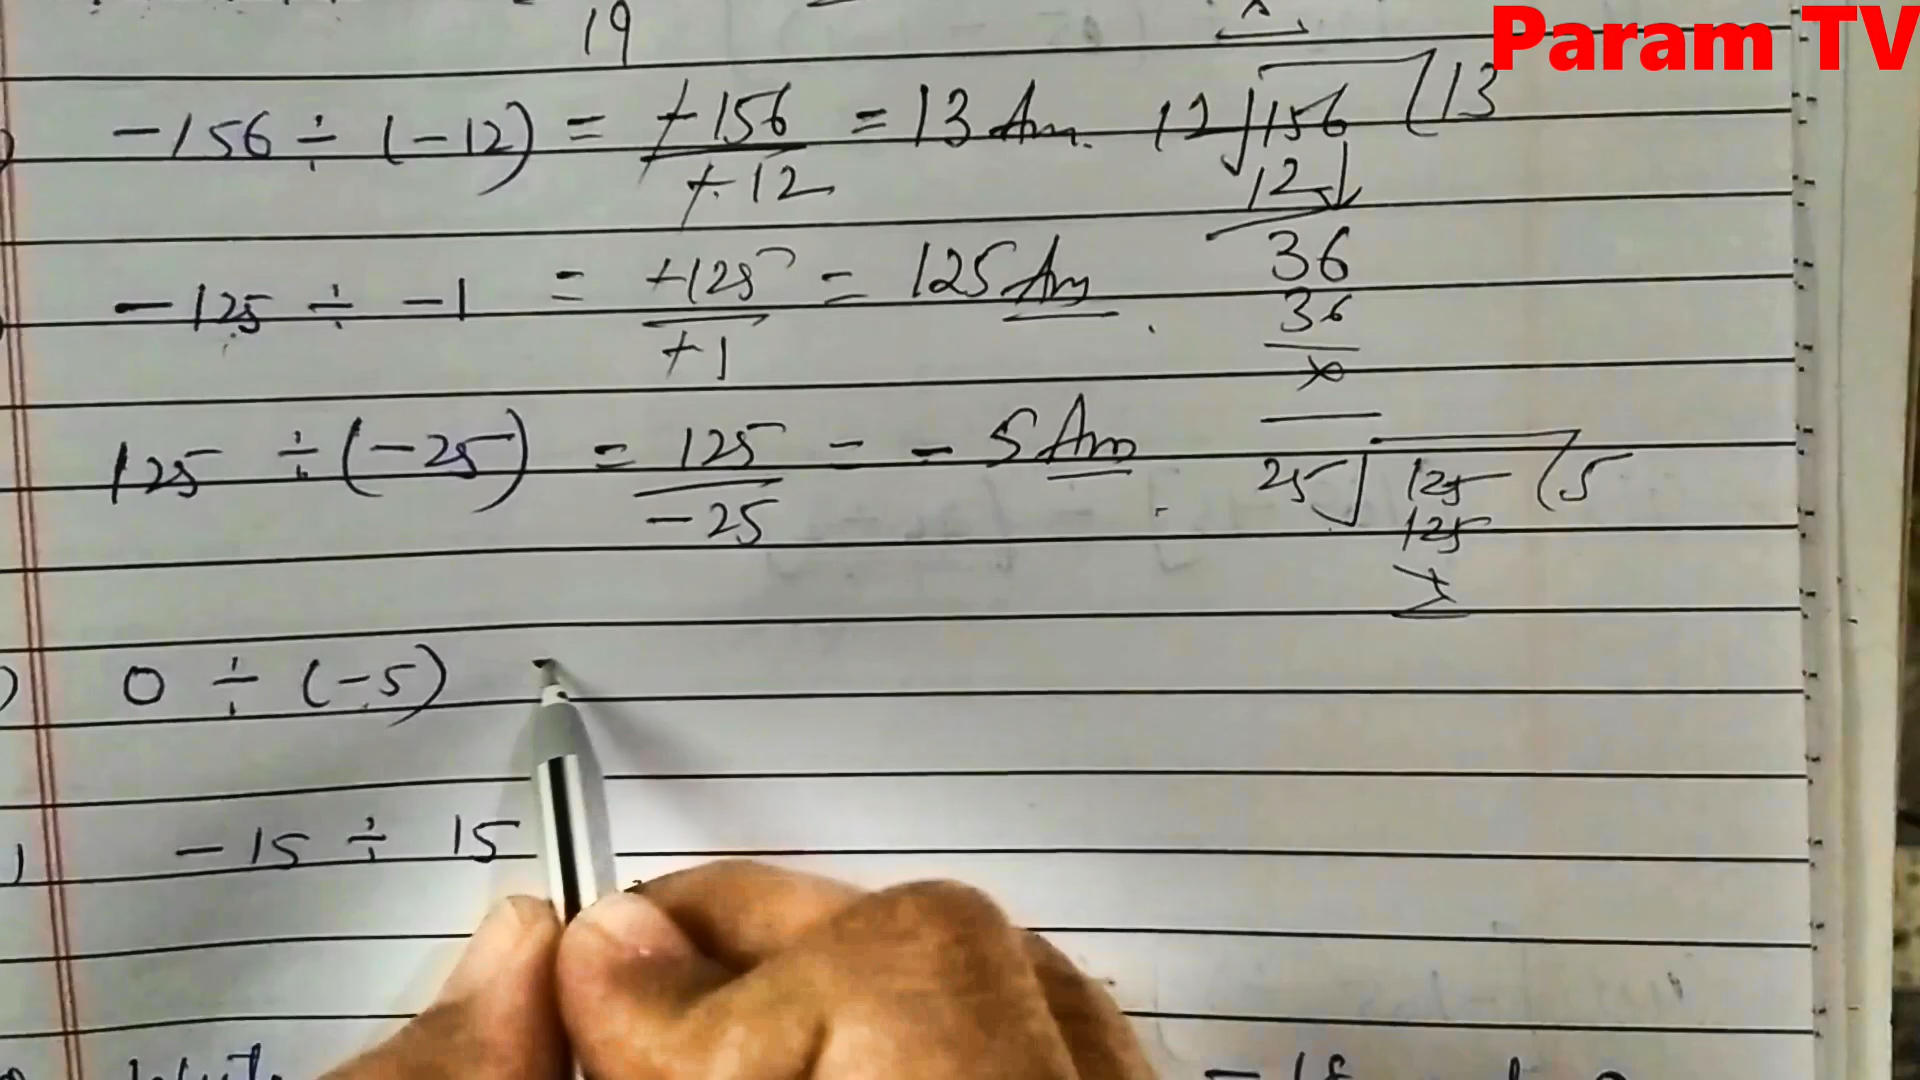 Param TV
19
-156 ÷ (-12) = +156/+12 = 13 Ans. 12)156(13
12↓
36
36
×
-125 ÷ -1 = +125/+1 = 125 Ans.
125 ÷ (-25) = 125/-25 = -5 Ans. 25)125(5
125
×
0 ÷ (-5)
-15 ÷ 15